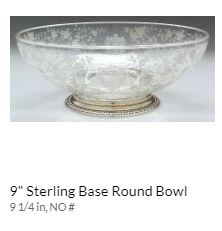 9" Sterling Base Round Bowl
9 1/4 in, NO #